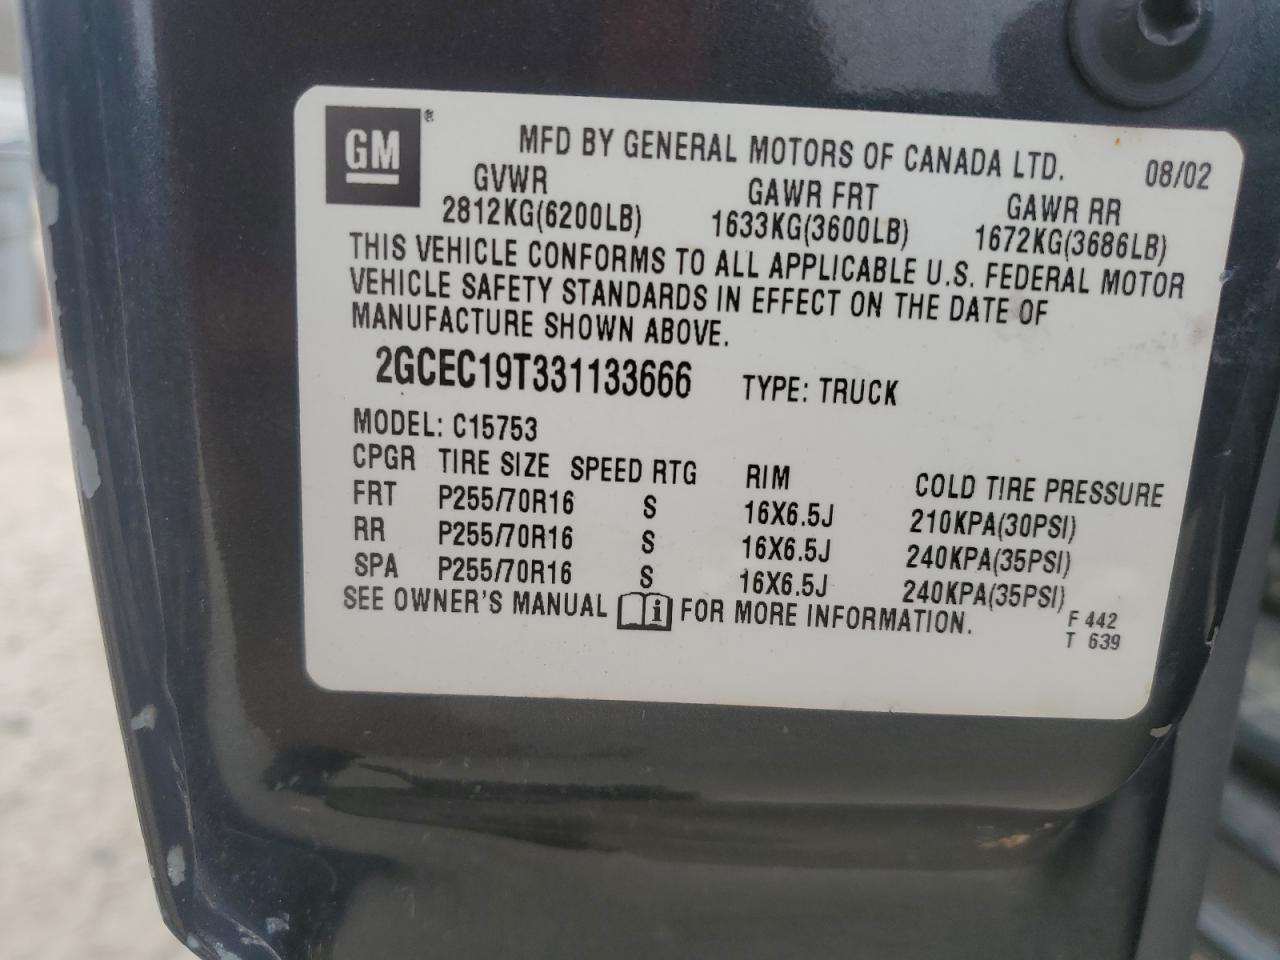 GM®
MFD BY GENERAL MOTORS OF CANADA LTD. 08/02
GVWR GAWR FRT GAWR RR
2812KG(6200LB) 1633KG(3600LB) 1672KG(3686LB)
THIS VEHICLE CONFORMS TO ALL APPLICABLE U.S. FEDERAL MOTOR
VEHICLE SAFETY STANDARDS IN EFFECT ON THE DATE OF
MANUFACTURE SHOWN ABOVE.
2GCEC19T331133666 TYPE: TRUCK
MODEL: C15753
CPGR TIRE SIZE SPEED RTG RIM COLD TIRE PRESSURE
FRT P255/70R16 S 16X6.5J 210KPA(30PSI)
RR P255/70R16 S 16X6.5J 240KPA(35PSI)
SPA P255/70R16 S 16X6.5J 240KPA(35PSI)
SEE OWNER'S MANUAL i FOR MORE INFORMATION. F 442
T 639